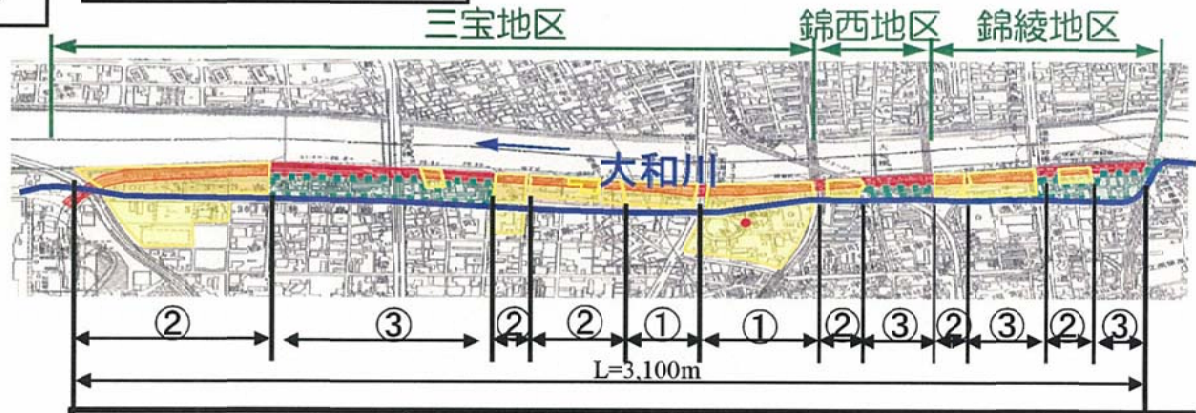 三宝地区 錦西地区 錦綾地区
大和川
② ③ ② ② ① ① ② ③ ② ③ ② ③
L=3,100m